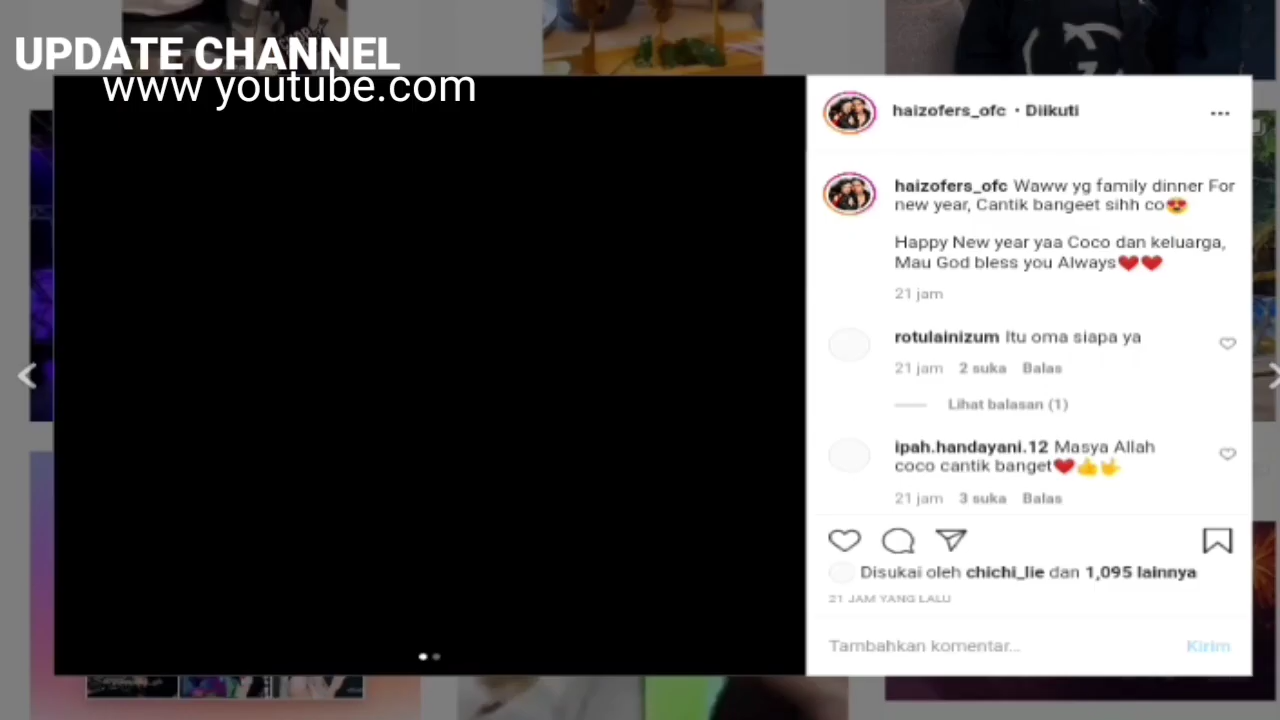 UPDATE CHANNEL
www youtube.com
haizofers_ofc • Diikuti
haizofers_ofc Waww yg family dinner For
new year, Cantik bangeet sihh co😍
Happy New year yaa Coco dan keluarga,
Mau God bless you Always❤️❤️
21 jam
rotulainizum Itu oma siapa ya
21 jam 2 suka Balas
Lihat balasan (1)
ipah.handayani.12 Masya Allah
coco cantik banget❤️👍🤟
21 jam 3 suka Balas
Disukai oleh chichi_lie dan 1,095 lainnya
21 JAM YANG LALU
Tambahkan komentar... Kirim